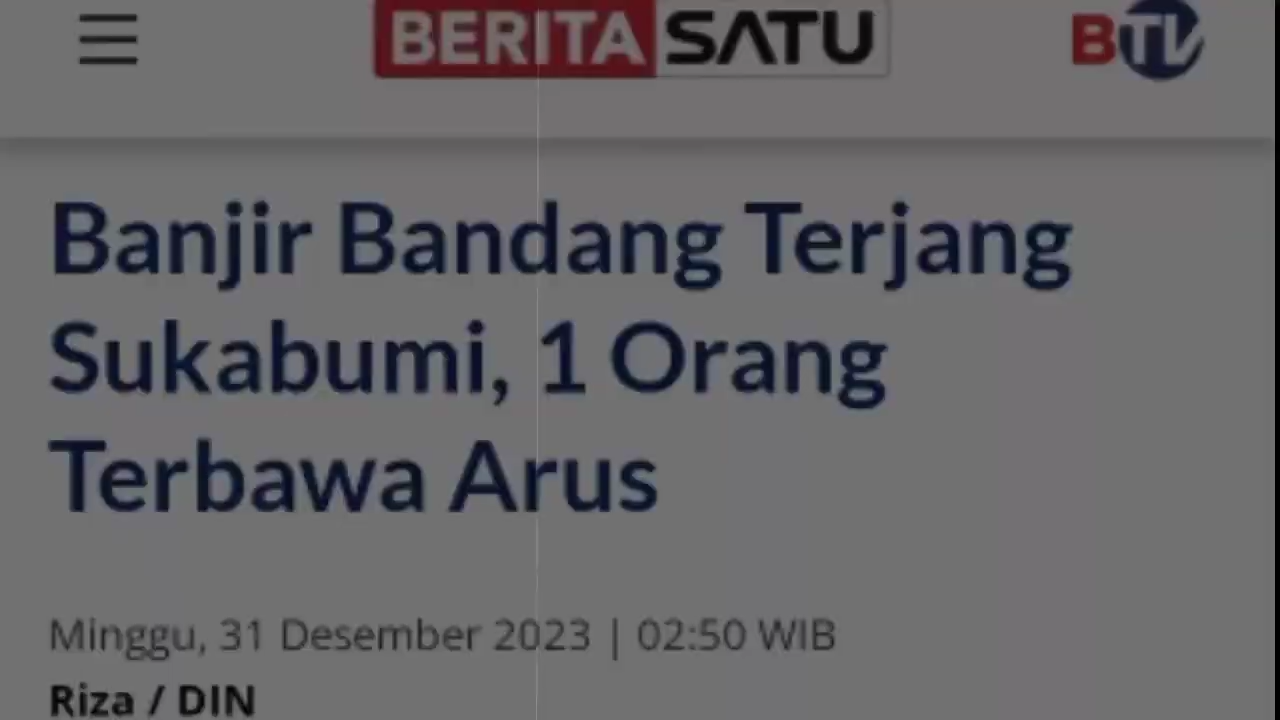 BERITA SATU
BTV
Banjir Bandang Terjang
Sukabumi, 1 Orang
Terbawa Arus
Minggu, 31 Desember 2023 | 02:50 WIB
Riza / DIN